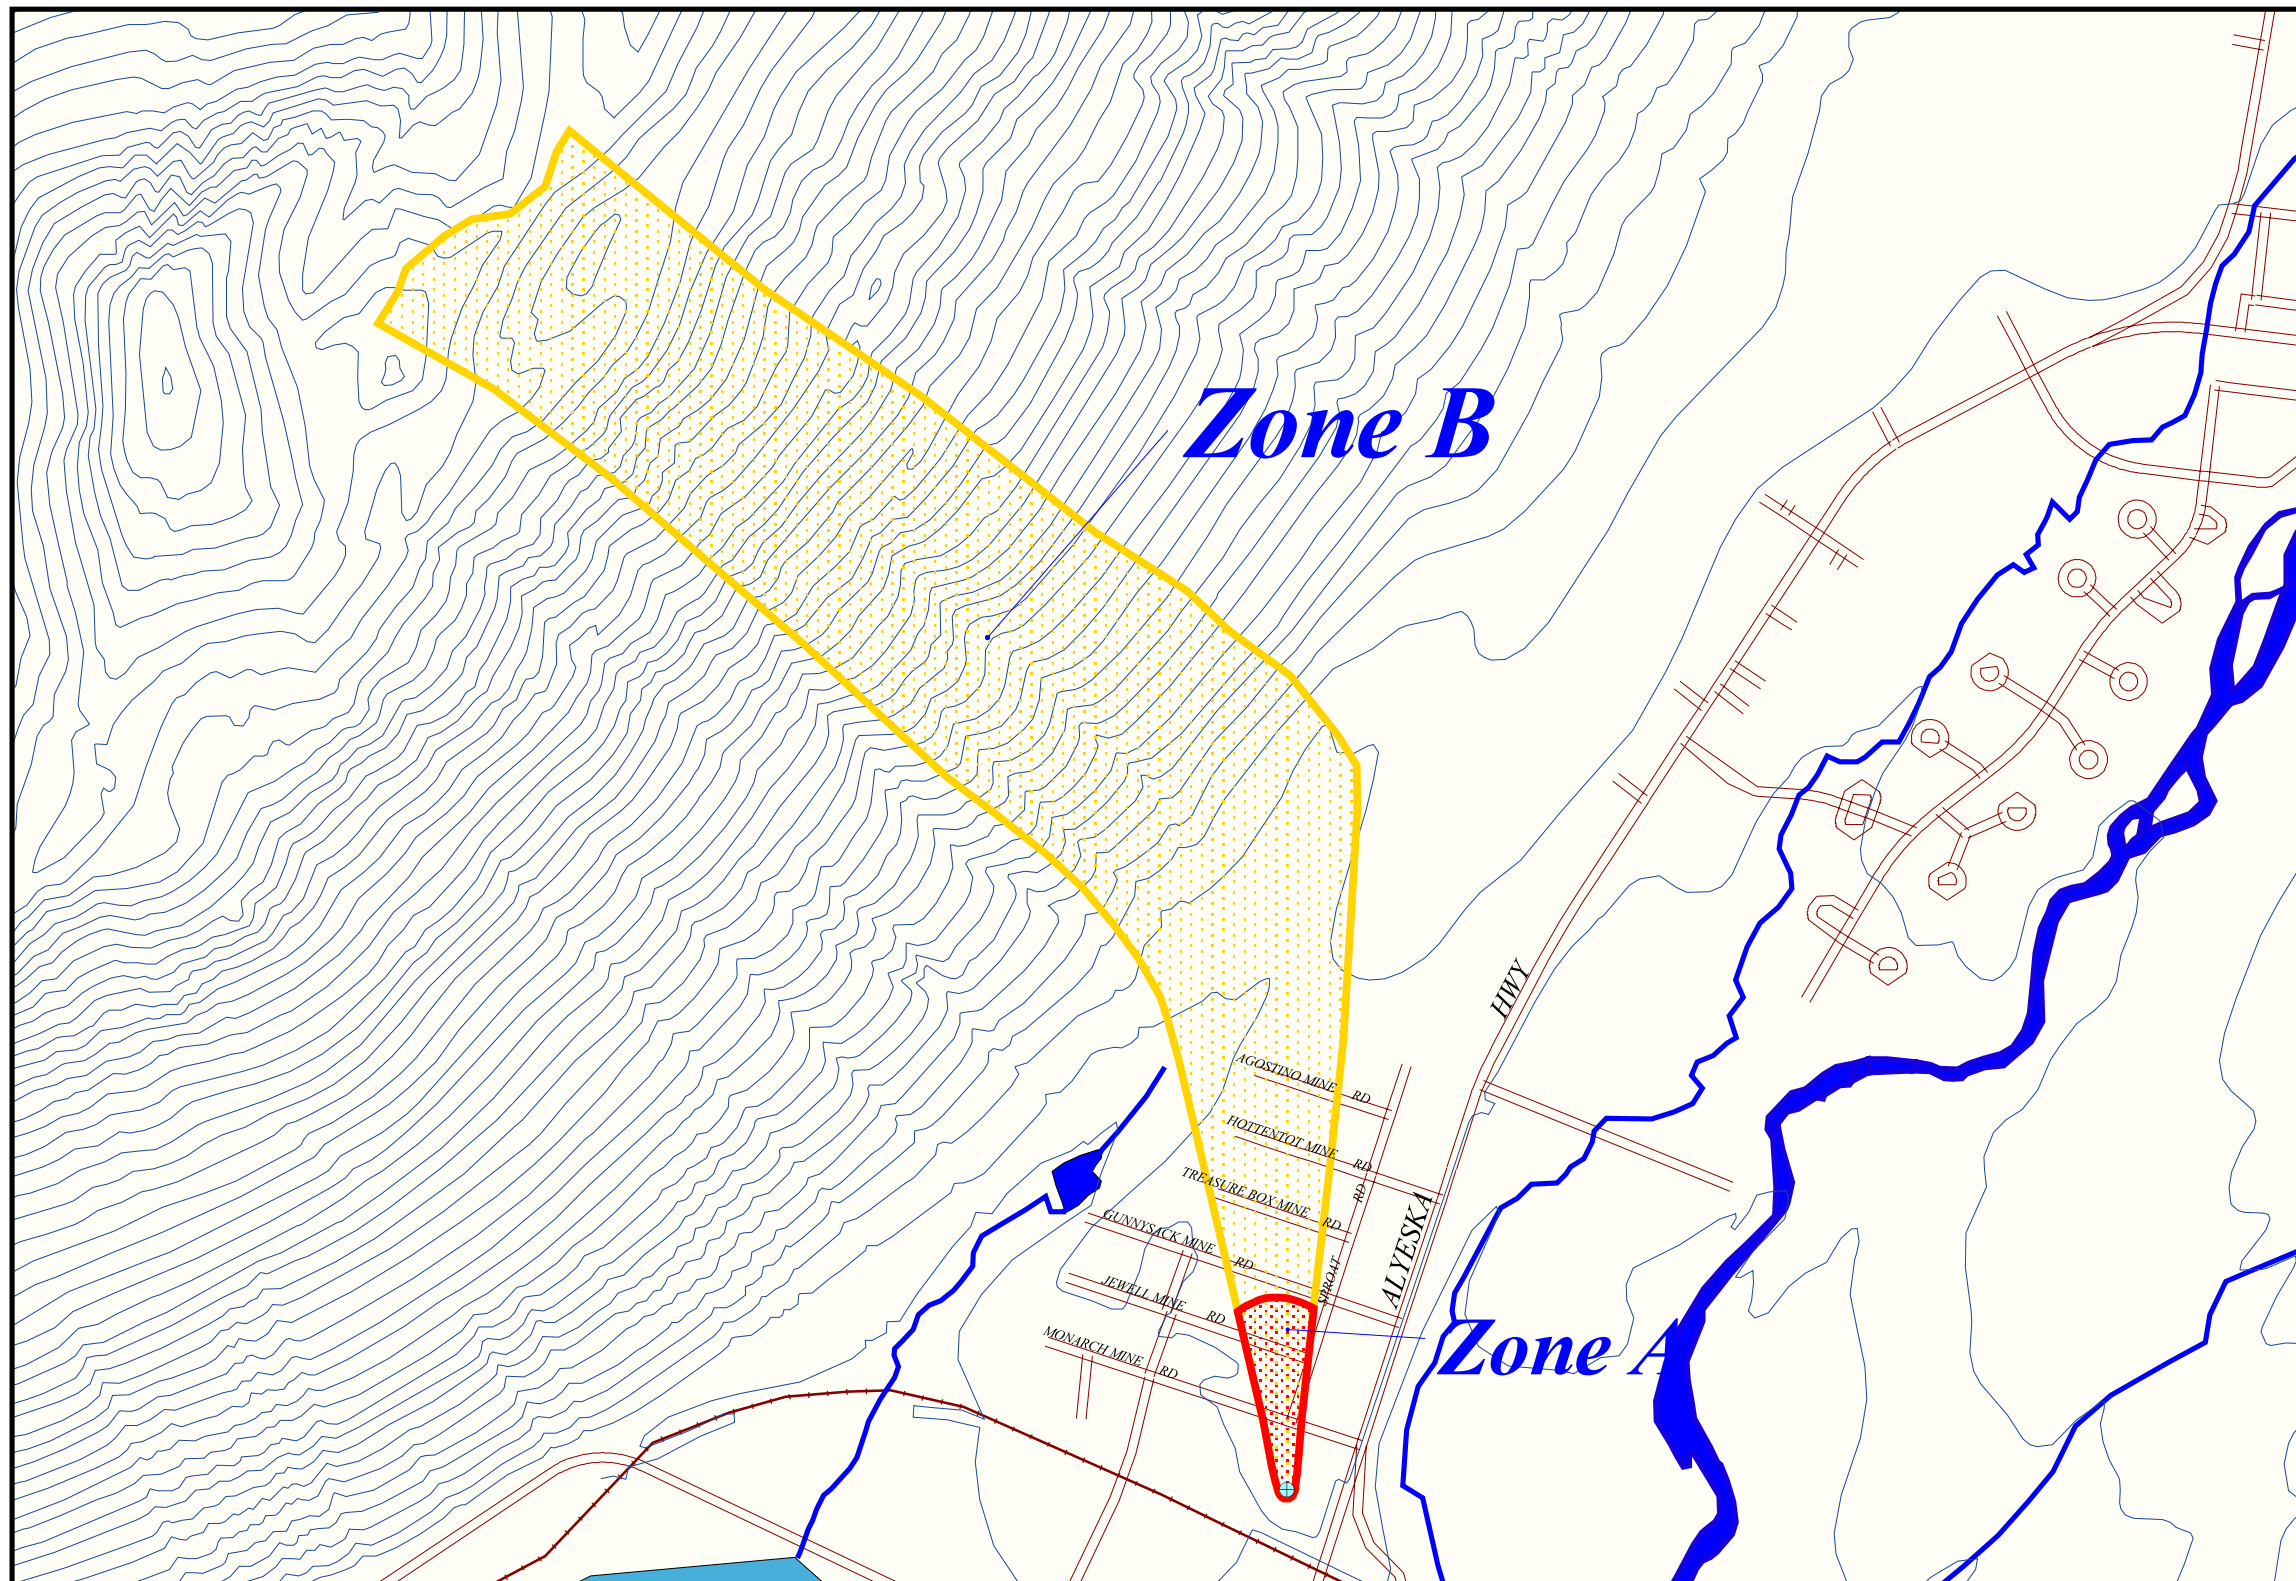 Zone B
HWY
AGOSTINO MINE RD
HOTTENTOT MINE RD
TREASURE BOX MINE RD
RD
GUNNYSACK MINE RD
ALYESKA
SPROAT
JEWELL MINE RD
Zone A
MONARCH MINE RD